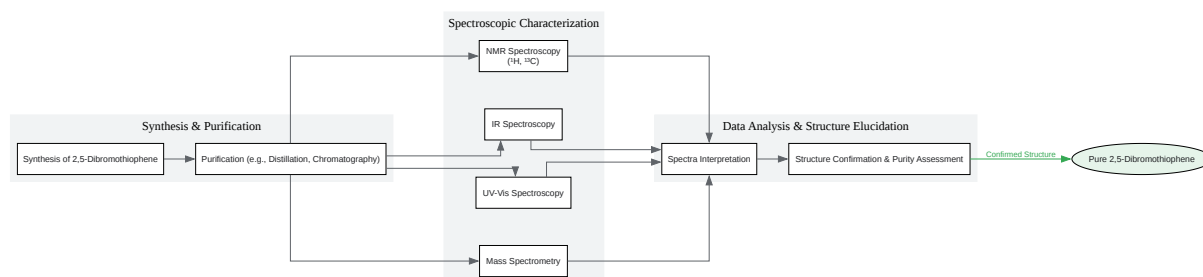 Spectroscopic Characterization
NMR Spectroscopy
(¹H, ¹³C)
IR Spectroscopy
UV-Vis Spectroscopy
Mass Spectrometry
Synthesis & Purification
Synthesis of 2,5-Dibromothiophene
Purification (e.g., Distillation, Chromatography)
Data Analysis & Structure Elucidation
Spectra Interpretation
Structure Confirmation & Purity Assessment
Confirmed Structure
Pure 2,5-Dibromothiophene